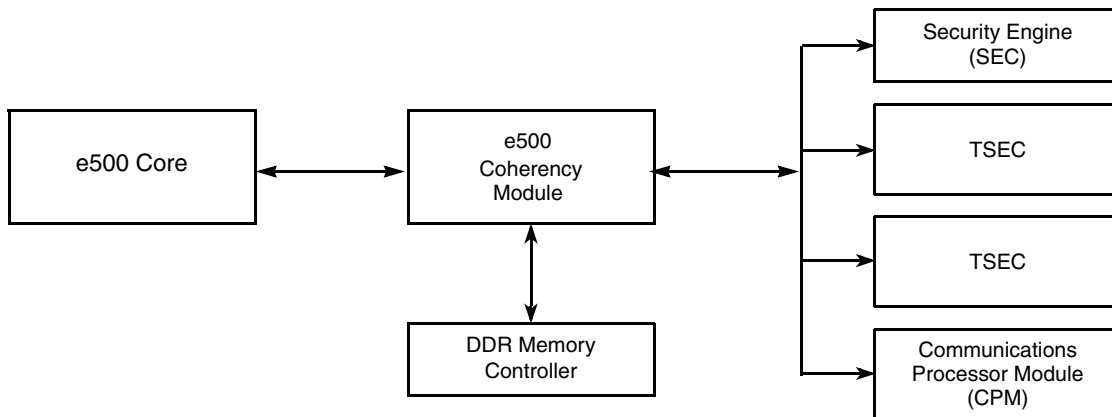 e500 Core
e500
Coherency
Module
DDR Memory
Controller
Security Engine
(SEC)
TSEC
TSEC
Communications
Processor Module
(CPM)